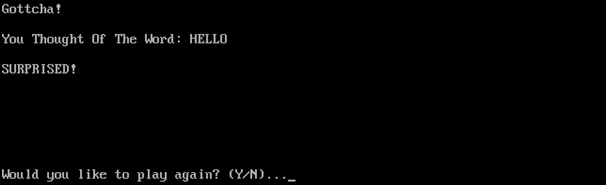 Gottcha!
You Thought Of The Word: HELLO
SURPRISED!
Would you like to play again? (Y/N)..._